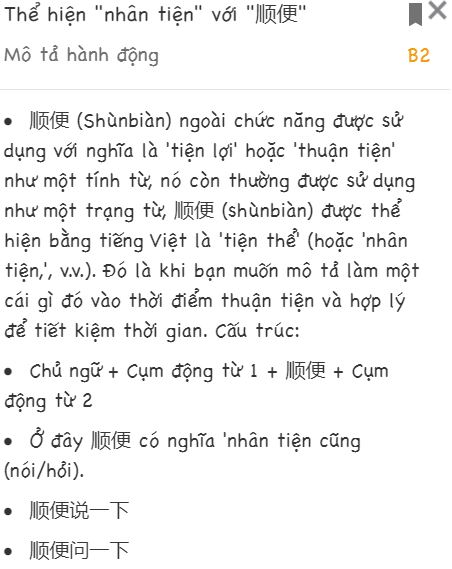 Thể hiện "nhân tiện" với "顺便"
Mô tả hành động B2
• 顺便 (Shùnbiàn) ngoài chức năng được sử
dụng với nghĩa là 'tiện lợi' hoặc 'thuận tiện'
như một tính từ, nó còn thường được sử dụng
như một trạng từ, 顺便 (shùnbiàn) được thể
hiện bằng tiếng Việt là 'tiện thể' (hoặc 'nhân
tiện,', v.v.). Đó là khi bạn muốn mô tả làm một
cái gì đó vào thời điểm thuận tiện và hợp lý
để tiết kiệm thời gian. Cấu trúc:
• Chủ ngữ + Cụm động từ 1 + 顺便 + Cụm
động từ 2
• Ở đây 顺便 có nghĩa 'nhân tiện cũng
(nói/hỏi).
• 顺便说一下
• 顺便问一下